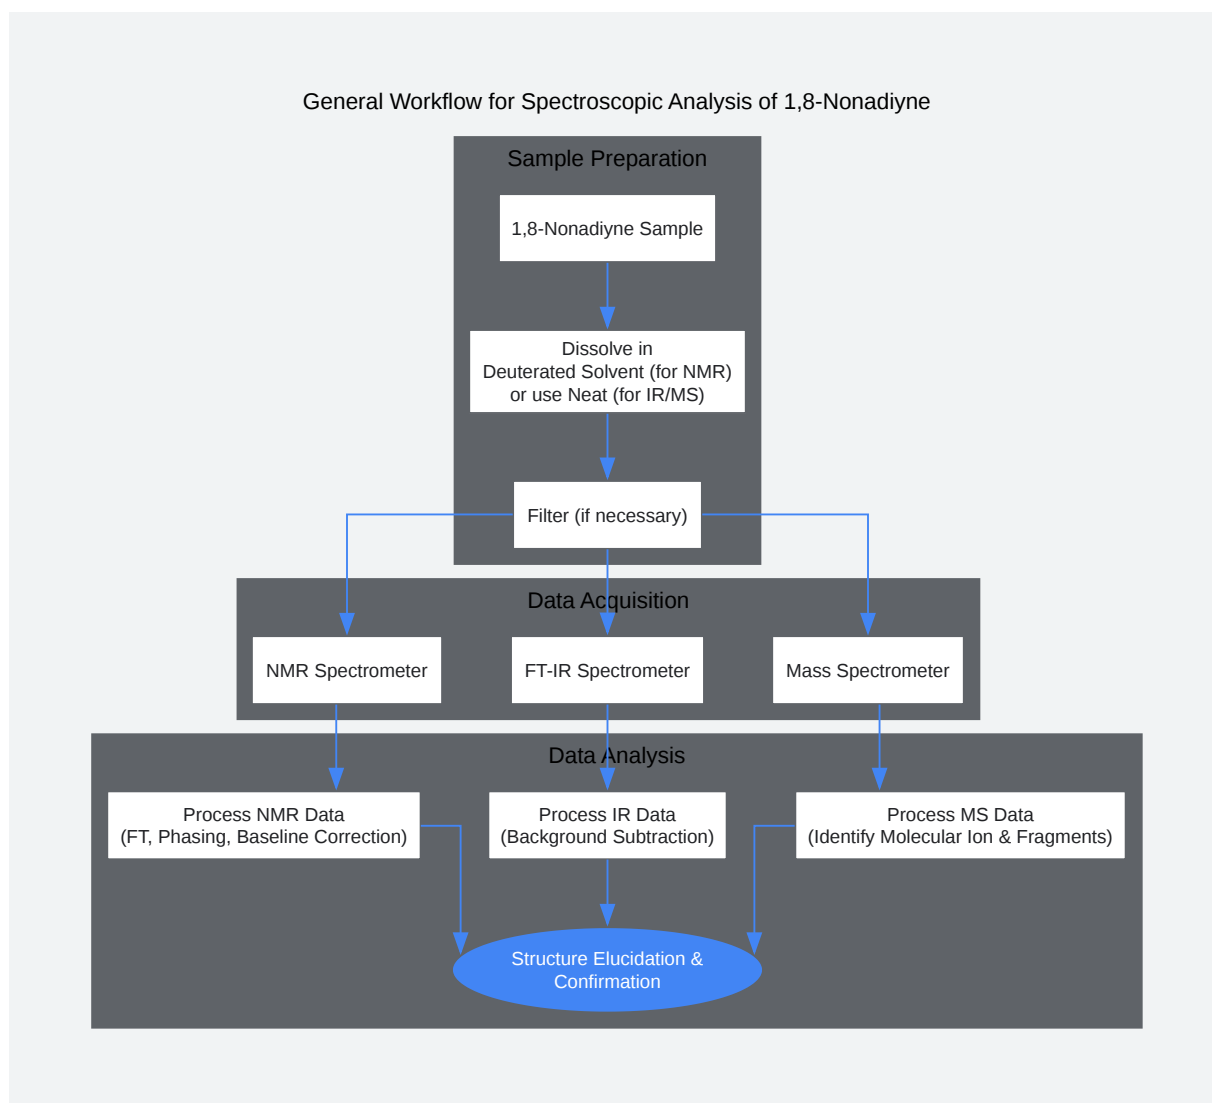 General Workflow for Spectroscopic Analysis of 1,8-Nonadiyne
Sample Preparation
1,8-Nonadiyne Sample
Dissolve in
Deuterated Solvent (for NMR)
or use Neat (for IR/MS)
Filter (if necessary)
Data Acquisition
NMR Spectrometer
FT-IR Spectrometer
Mass Spectrometer
Data Analysis
Process NMR Data
(FT, Phasing, Baseline Correction)
Process IR Data
(Background Subtraction)
Process MS Data
(Identify Molecular Ion & Fragments)
Structure Elucidation &
Confirmation